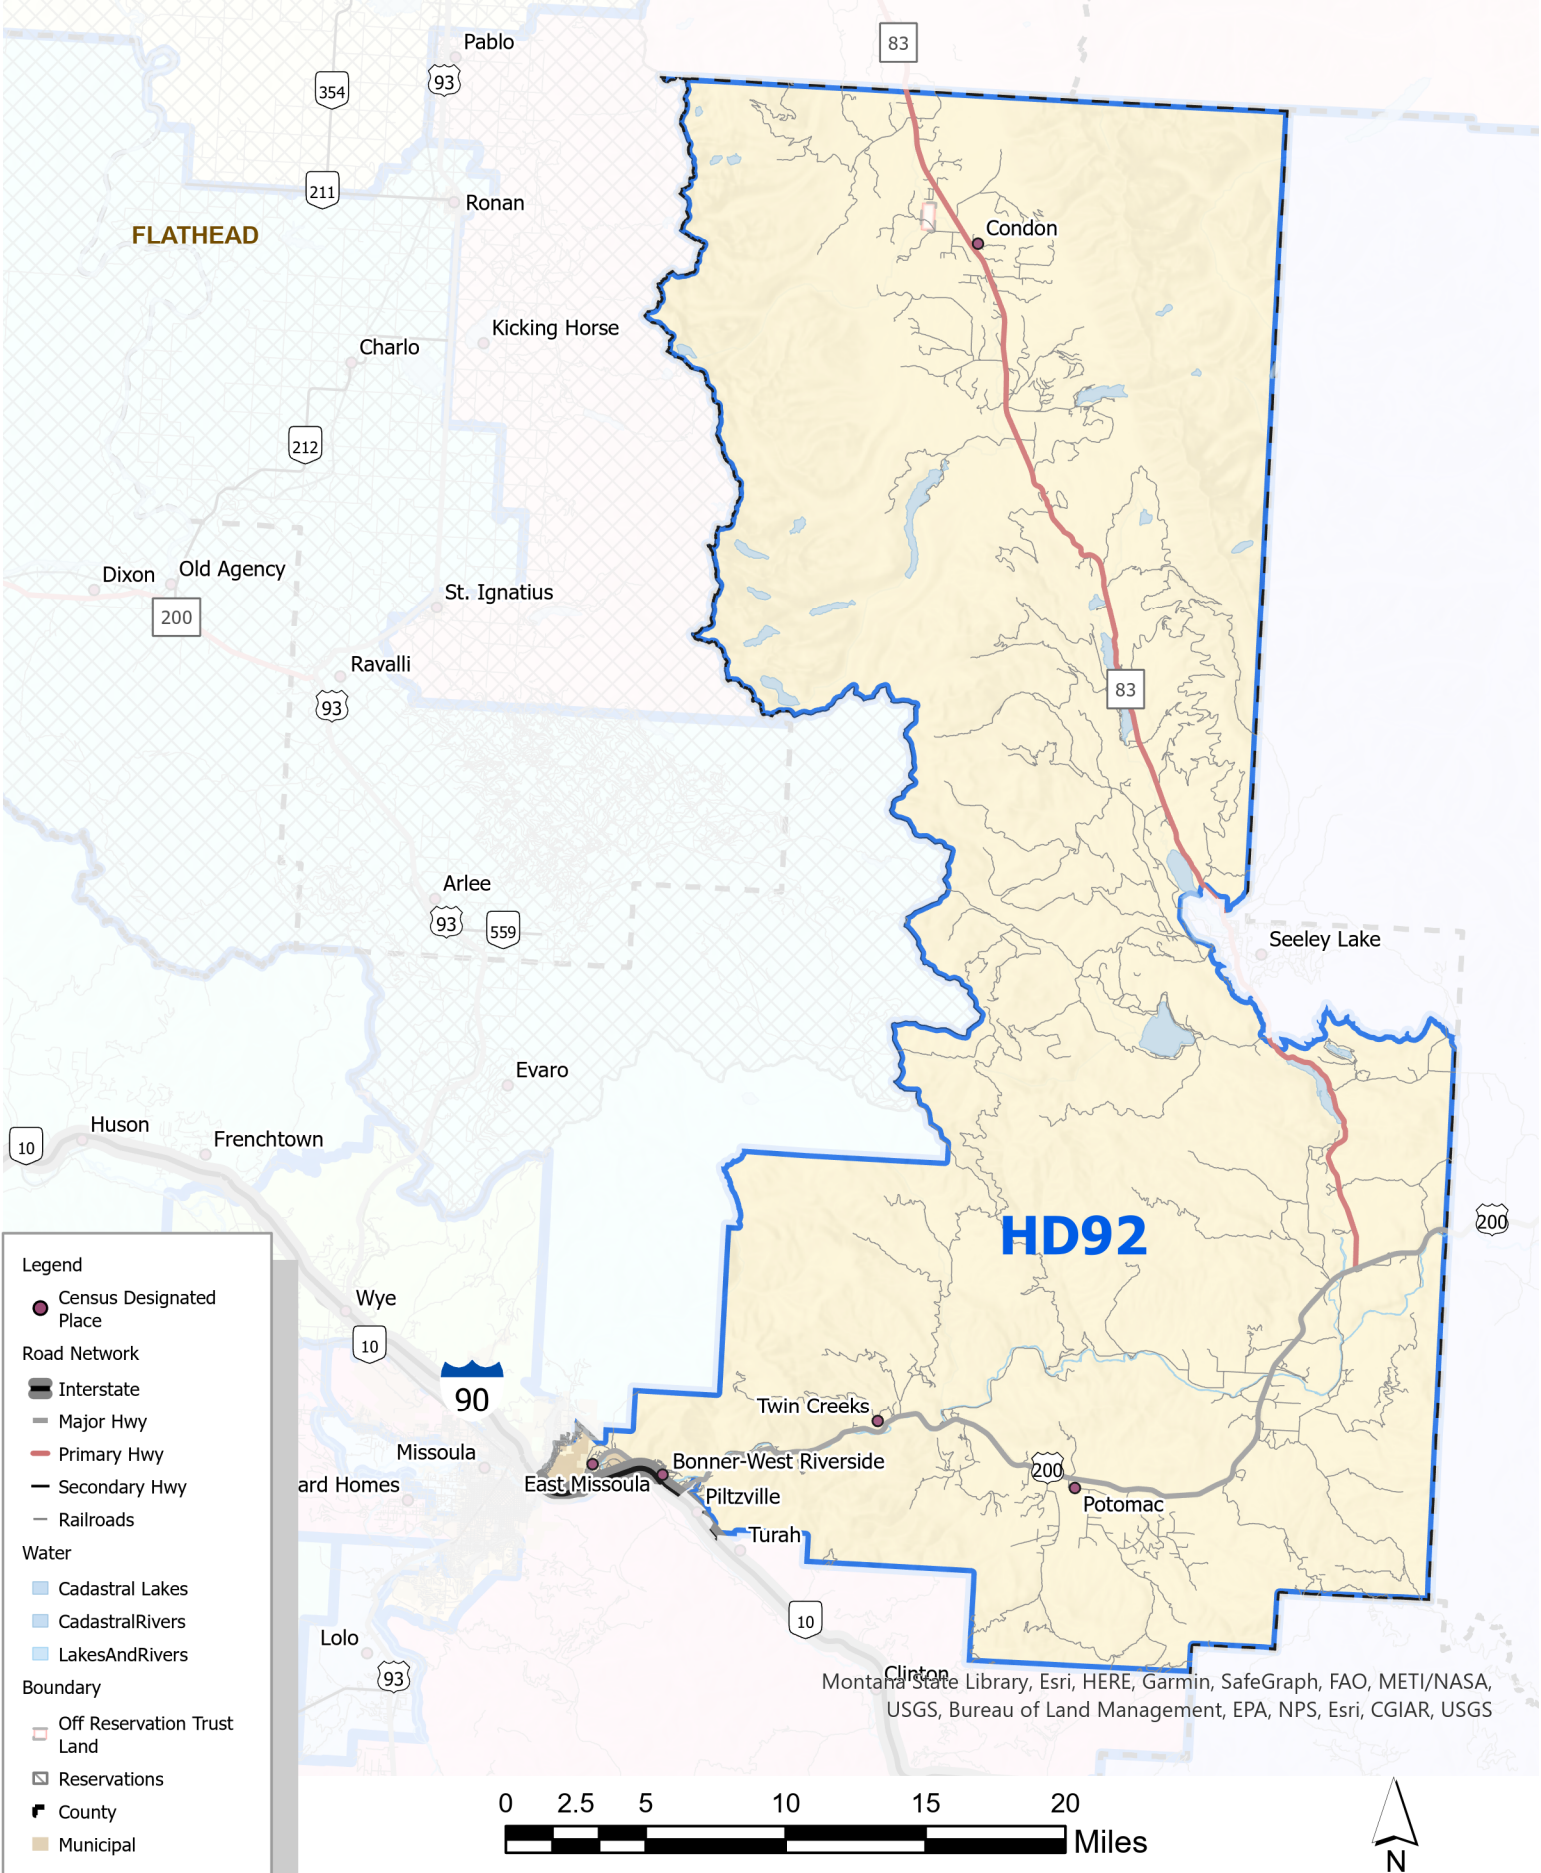 83
Pablo
93
354
211
Ronan
FLATHEAD
Condon
Kicking Horse
Charlo
212
Dixon
Old Agency
St. Ignatius
200
Ravalli
93
83
Arlee
93
559
Seeley Lake
Evaro
Huson
Frenchtown
10
HD92
200
Wye
10
90
Twin Creeks
Missoula
Bonner-West Riverside
200
ard Homes
East Missoula
Piltzville
Potomac
Turah
10
Lolo
93
Clinton
Montana State Library, Esri, HERE, Garmin, SafeGraph, FAO, METI/NASA,
USGS, Bureau of Land Management, EPA, NPS, Esri, CGIAR, USGS
Legend
Census Designated
Place
Road Network
Interstate
Major Hwy
Primary Hwy
Secondary Hwy
Railroads
Water
Cadastral Lakes
CadastralRivers
LakesAndRivers
Boundary
Off Reservation Trust
Land
Reservations
County
Municipal
0 2.5 5 10 15 20
Miles
N